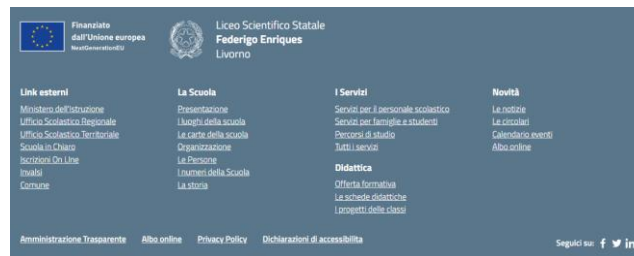 Finanziato
dall'Unione europea
NextGenerationEU
Liceo Scientifico Statale
Federigo Enriques
Livorno
Link esterni
Ministero dell'Istruzione
Ufficio Scolastico Regionale
Ufficio Scolastico Territoriale
Scuola in Chiaro
Iscrizioni On Line
Invalsi
Comune
La Scuola
Presentazione
I luoghi della scuola
Le carte della scuola
Organizzazione
Le Persone
I numeri della Scuola
La storia
I Servizi
Servizi per il personale scolastico
Servizi per famiglie e studenti
Percorsi di studio
Tutti i servizi
Didattica
Offerta formativa
Le schede didattiche
I progetti delle classi
Novità
Le notizie
Le circolari
Calendario eventi
Albo online
Amministrazione Trasparente Albo online Privacy Policy Dichiarazioni di accessibilita
Seguici su: